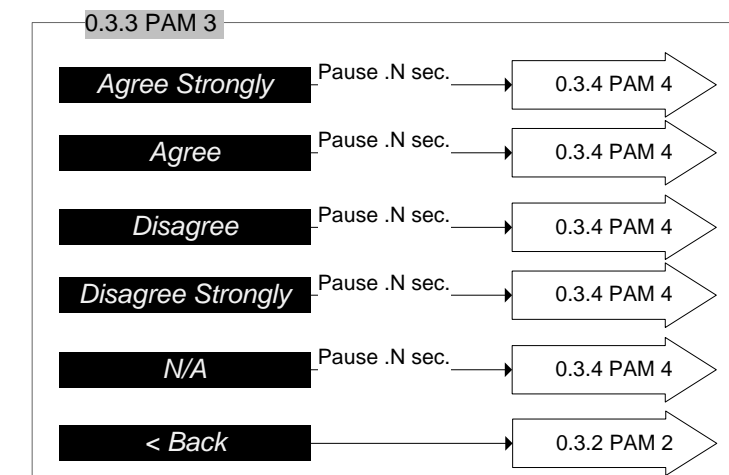 0.3.3 PAM 3
Agree Strongly Pause .N sec. 0.3.4 PAM 4
Agree Pause .N sec. 0.3.4 PAM 4
Disagree Pause .N sec. 0.3.4 PAM 4
Disagree Strongly Pause .N sec. 0.3.4 PAM 4
N/A Pause .N sec. 0.3.4 PAM 4
< Back 0.3.2 PAM 2